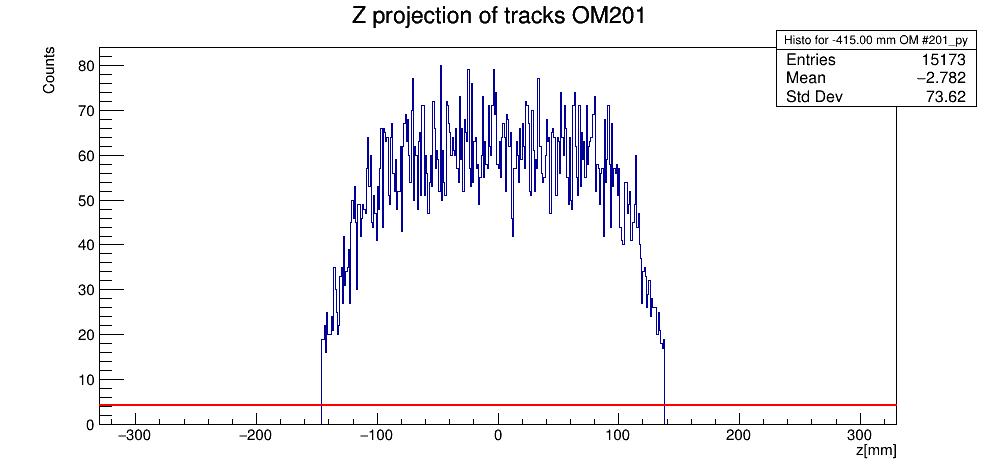 Z projection of tracks OM201
Histo for -415.00 mm OM #201_py
Entries 15173
Mean −2.782
Std Dev 73.62
Counts
80
70
60
50
40
30
20
10
0
−300 −200 −100 0 100 200 300
z[mm]